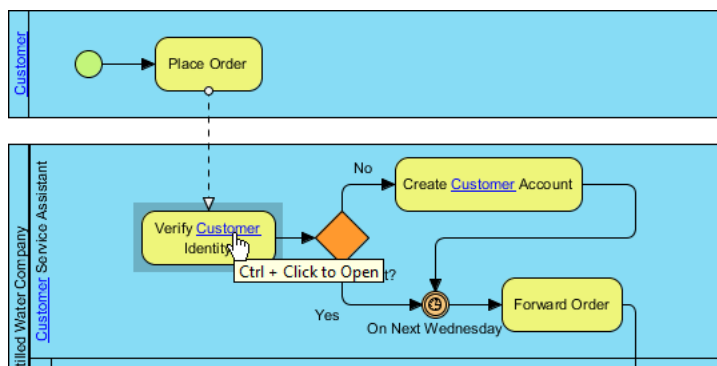 Customer
Place Order
tilled Water Company
Customer Service Assistant
Verify Customer
Identity
No
Create Customer Account
Ctrl + Click to Open
t?
Yes
On Next Wednesday
Forward Order